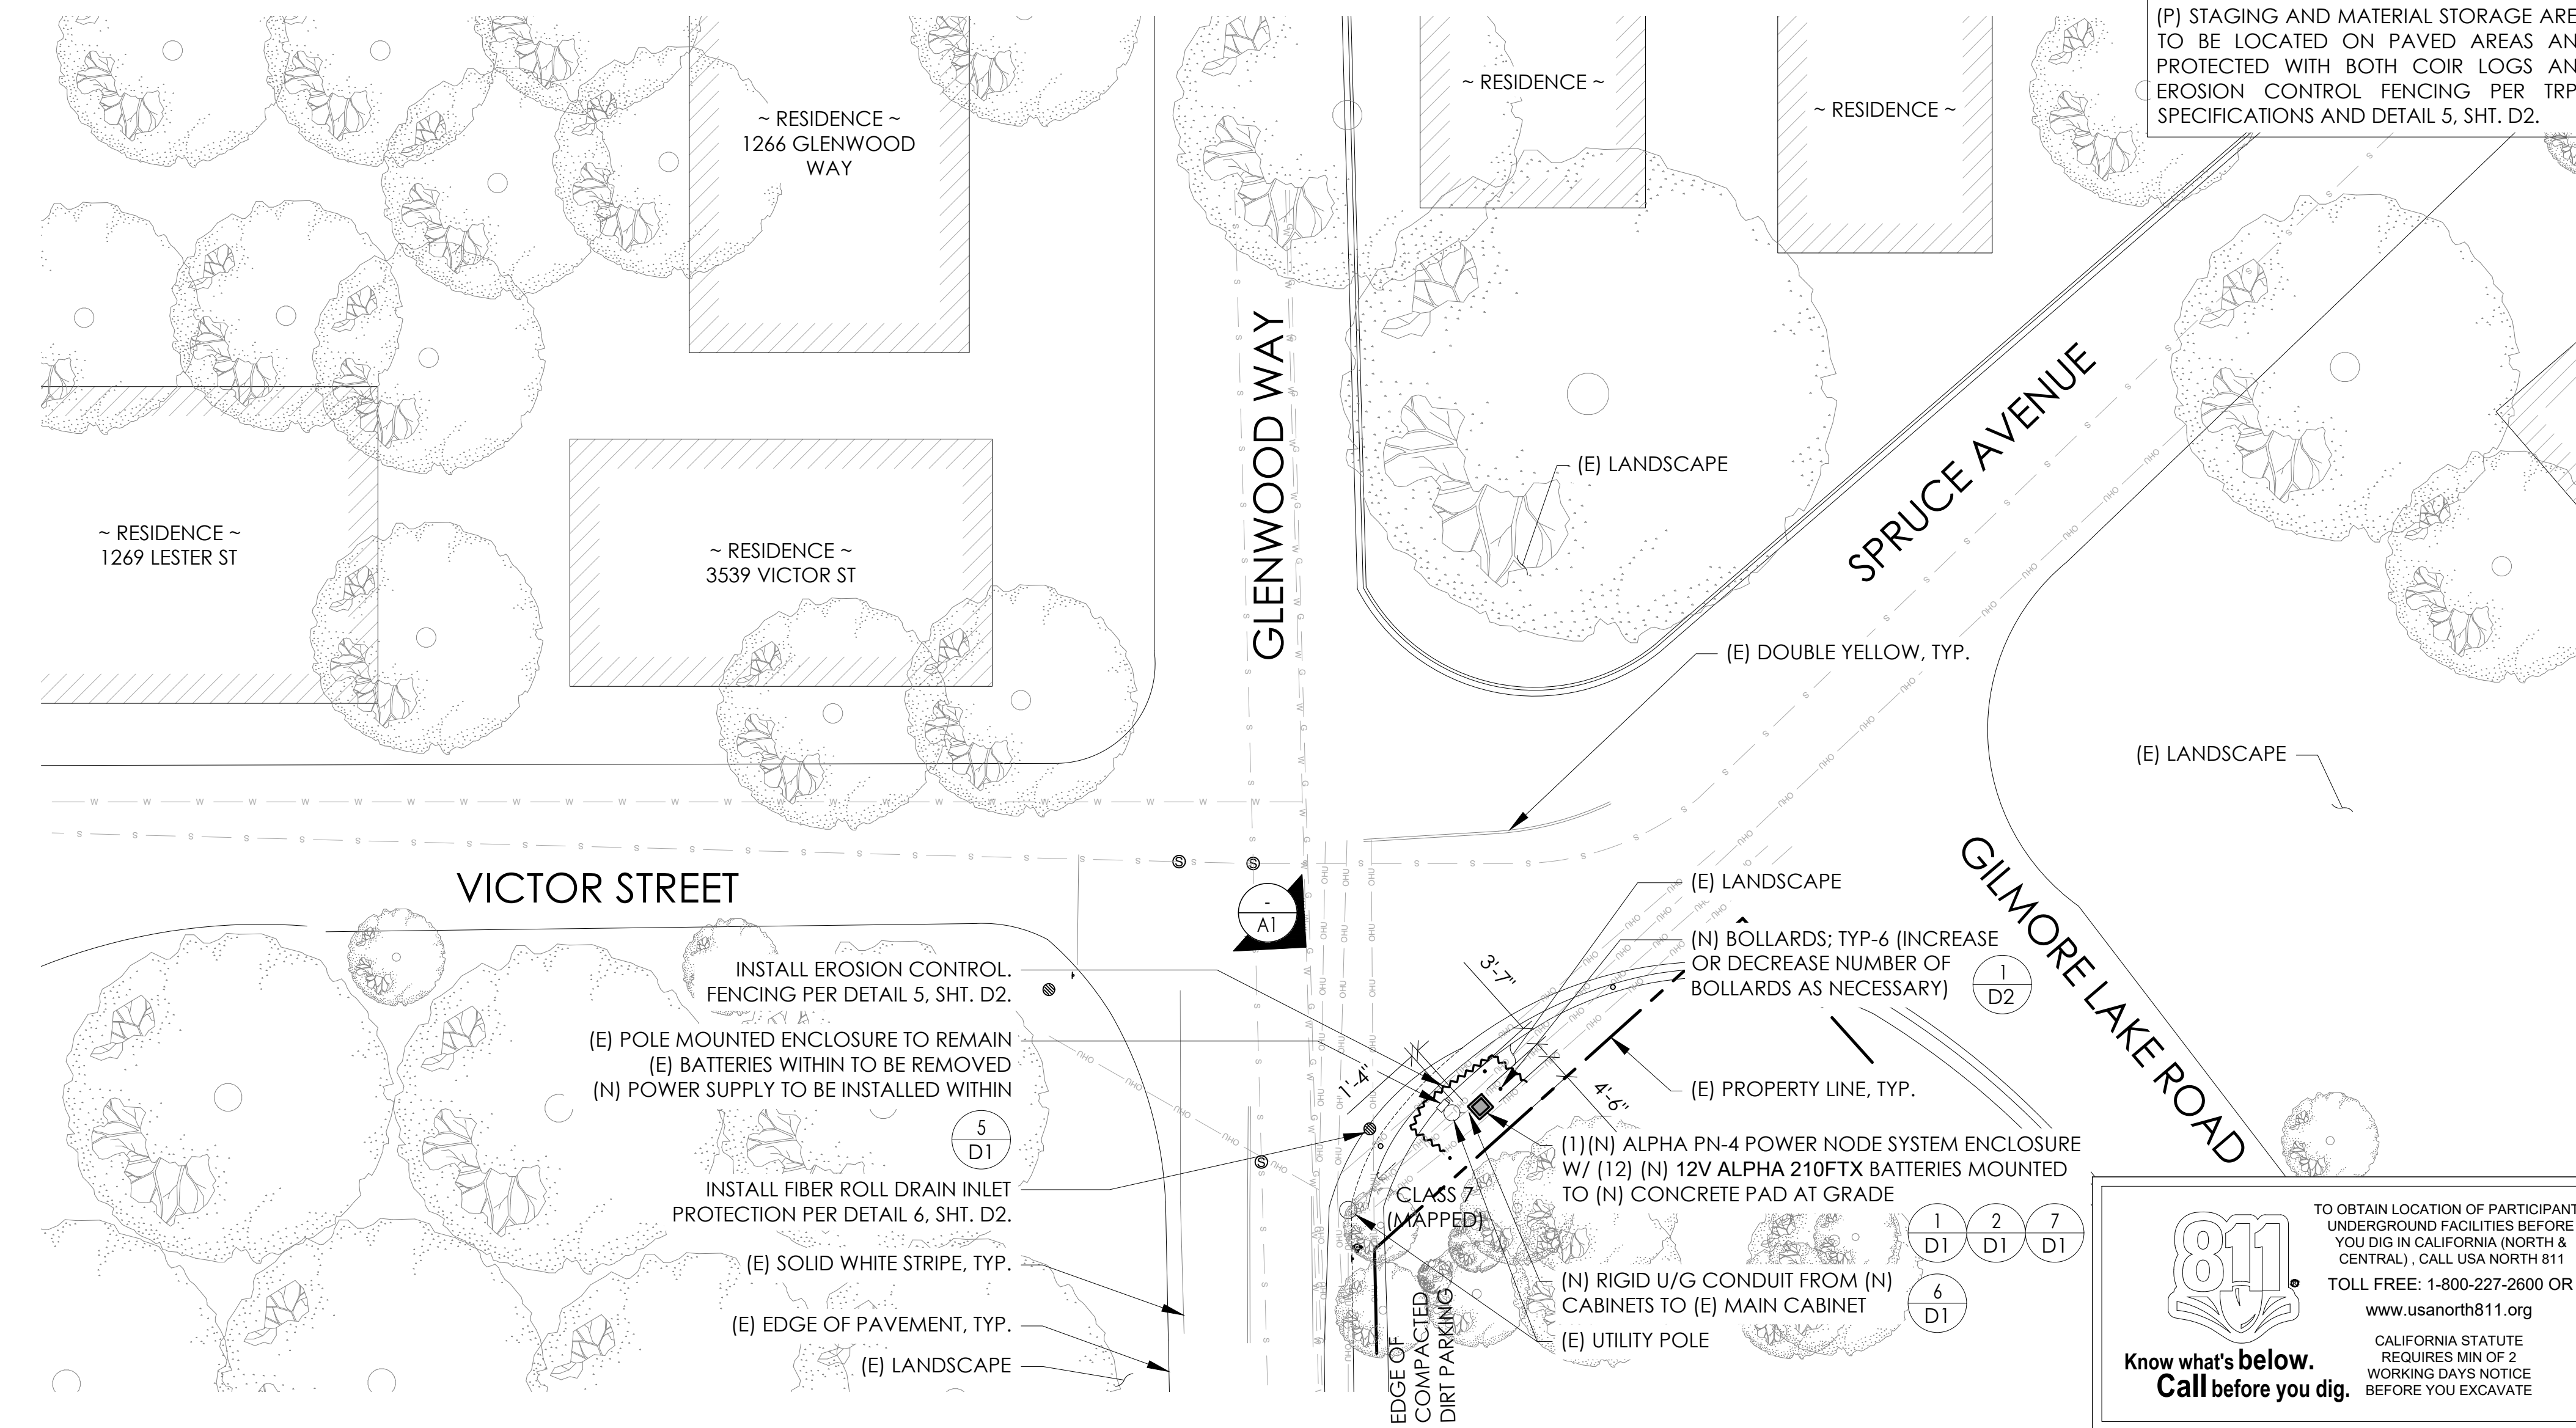 (P) STAGING AND MATERIAL STORAGE
TO BE LOCATED ON PAVED AREAS
PROTECTED WITH BOTH COIR LOGS
EROSION CONTROL FENCING PER
SPECIFICATIONS AND DETAIL 5, SHT. D2.
~ RESIDENCE ~
1266 GLENWOOD
WAY
~ RESIDENCE ~
~ RESIDENCE ~
~ RESIDENCE ~
1269 LESTER ST
~ RESIDENCE ~
3539 VICTOR ST
GLENWOOD WAY
(E) LANDSCAPE
SPRUCE AVENUE
(E) DOUBLE YELLOW, TYP.
(E) LANDSCAPE
VICTOR STREET
GILMORE LAKE ROAD
-
A1
(E) LANDSCAPE
(N) BOLLARDS; TYP-6 (INCREASE
OR DECREASE NUMBER OF
BOLLARDS AS NECESSARY)
1
D2
3'-7"
1'-4"
4'-6"
INSTALL EROSION CONTROL.
FENCING PER DETAIL 5, SHT. D2.
(E) POLE MOUNTED ENCLOSURE TO REMAIN
(E) BATTERIES WITHIN TO BE REMOVED
(N) POWER SUPPLY TO BE INSTALLED WITHIN
5
D1
INSTALL FIBER ROLL DRAIN INLET
PROTECTION PER DETAIL 6, SHT. D2.
(E) SOLID WHITE STRIPE, TYP.
(E) EDGE OF PAVEMENT, TYP.
(E) LANDSCAPE
(E) PROPERTY LINE, TYP.
(1)(N) ALPHA PN-4 POWER NODE SYSTEM ENCLOSURE
W/ (12) (N) 12V ALPHA 210FTX BATTERIES MOUNTED
TO (N) CONCRETE PAD AT GRADE
1
D1
2
D1
7
D1
CLASS 7
(MAPPED)
(N) RIGID U/G CONDUIT FROM (N)
CABINETS TO (E) MAIN CABINET
6
D1
(E) UTILITY POLE
EDGE OF
COMPACTED
DIRT PARKING
811
Know what's below.
Call before you dig.
TO OBTAIN LOCATION OF
UNDERGROUND FACILITIES BEFORE
YOU DIG IN CALIFORNIA (NORTH &
CENTRAL) , CALL USA NORTH 811
TOLL FREE: 1-800-227-2600 OR
www.usanorth811.org
CALIFORNIA STATUTE
REQUIRES MIN OF 2
WORKING DAYS NOTICE
BEFORE YOU EXCAVATE